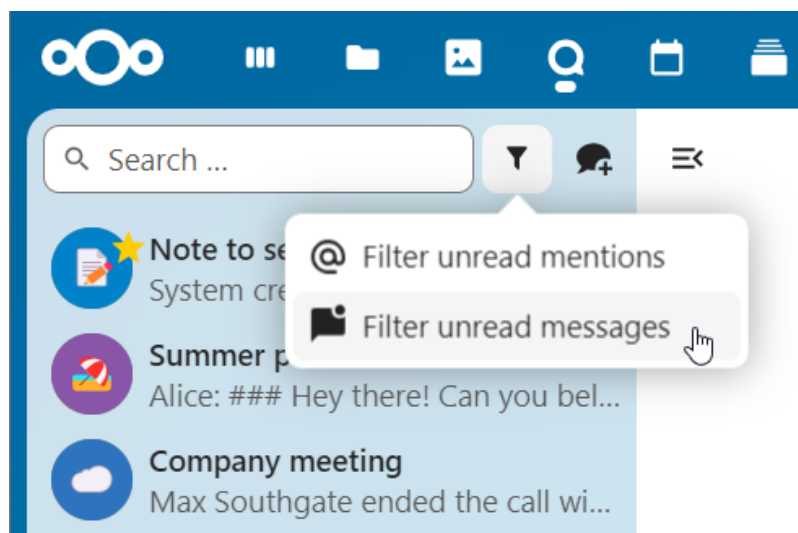 Search ...
Filter unread mentions
Filter unread messages
Note to se
System cre
Summer p
Alice: ### Hey there! Can you bel...
Company meeting
Max Southgate ended the call wi...